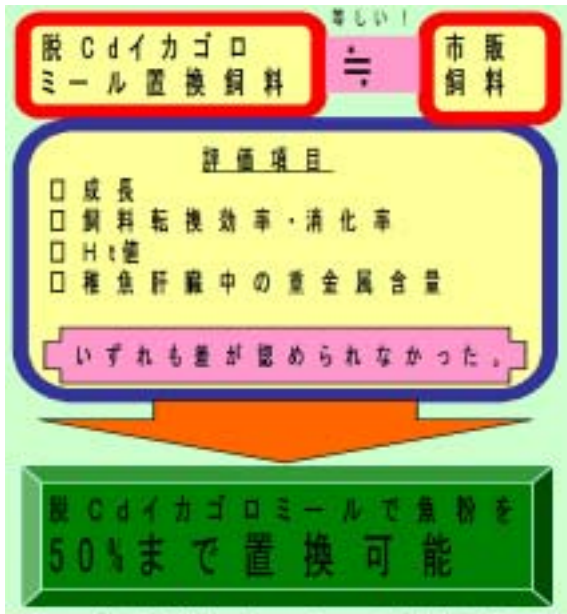 等しい!
脱Cdイカゴロ
ミール置換飼料
≒
市販
飼料
評価項目
□成長
□飼料転換効率・消化率
□Ht値
□稚魚肝臓中の重金属含量
いずれも差が認められなかった。
脱Cdイカゴロミールで魚粉を
50%まで置換可能